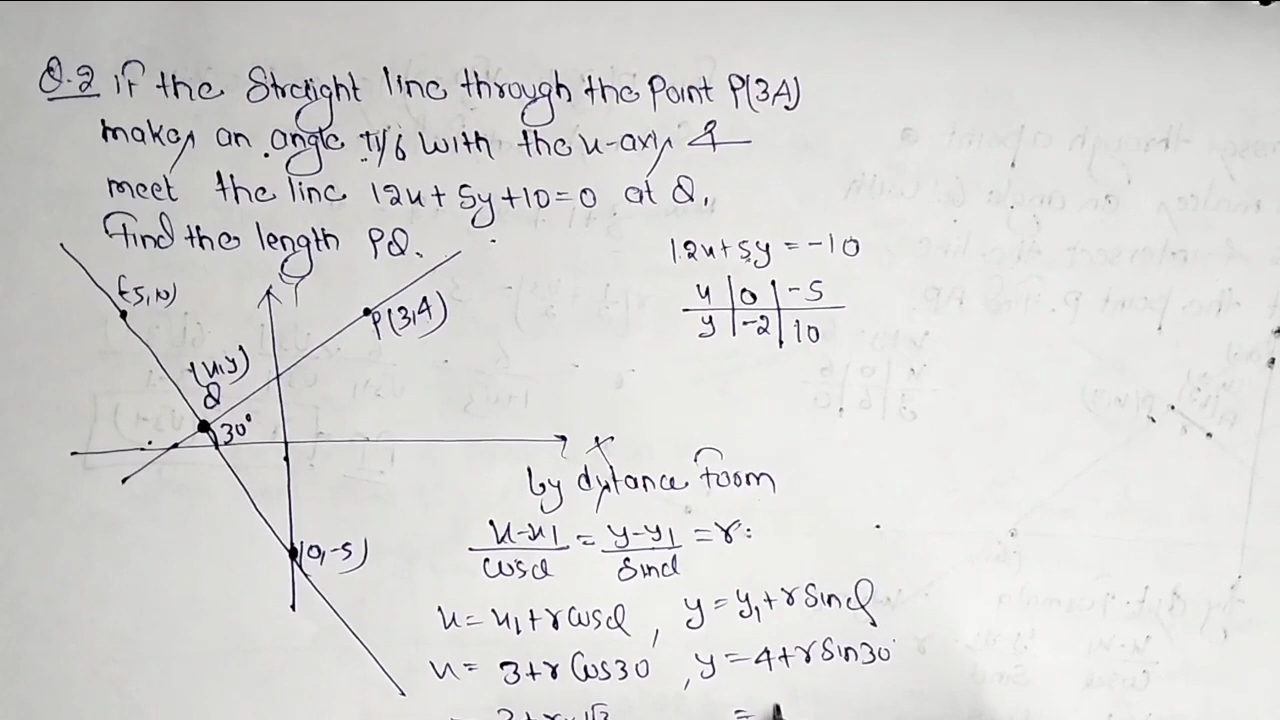 Q.2 if the Straight line through the Point P(3,4)
makes an angle π/6 with the x-axis &
meet the line 12x + 5y + 10 = 0 at Q.
find the length PQ.
12x + 5y = -10
x | 0 | -5
y | -2 | 10
(-5,10)
Y
P(3,4)
(x,y)
Q
30°
X
(0,-5)
by distance form
x-x1/cosα = y-y1/sinα = r
x = x1 + r cosα, y = y1 + r sinα
x = 3 + r cos30, y = 4 + r sin30